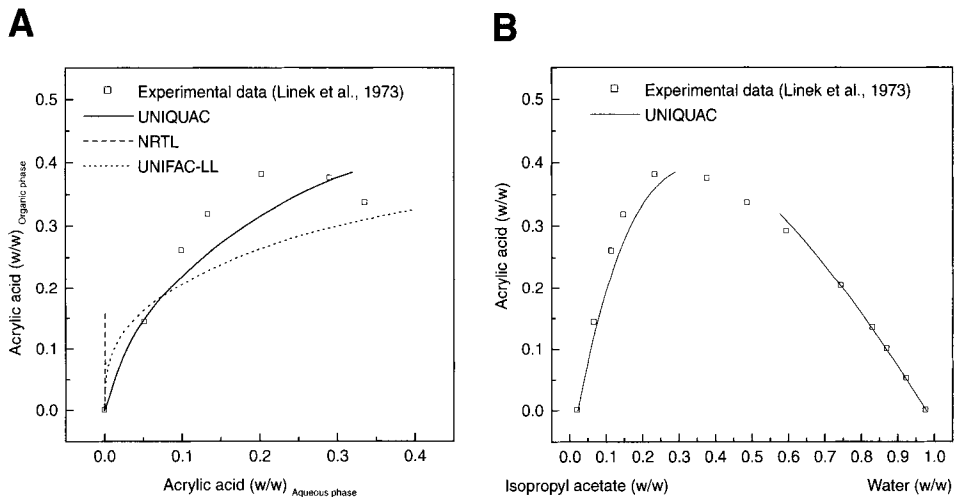 A
Experimental data (Linek et al., 1973)
UNIQUAC
NRTL
UNIFAC-LL
Acrylic acid (w/w) Organic phase
0.5
0.4
0.3
0.2
0.1
0.0
0.0 0.1 0.2 0.3 0.4
Acrylic acid (w/w) Aqueous phase
B
Experimental data (Linek et al., 1973)
UNIQUAC
Acrylic acid (w/w)
0.5
0.4
0.3
0.2
0.1
0.0
0.0 0.1 0.2 0.3 0.4 0.5 0.6 0.7 0.8 0.9 1.0
Isopropyl acetate (w/w) Water (w/w)